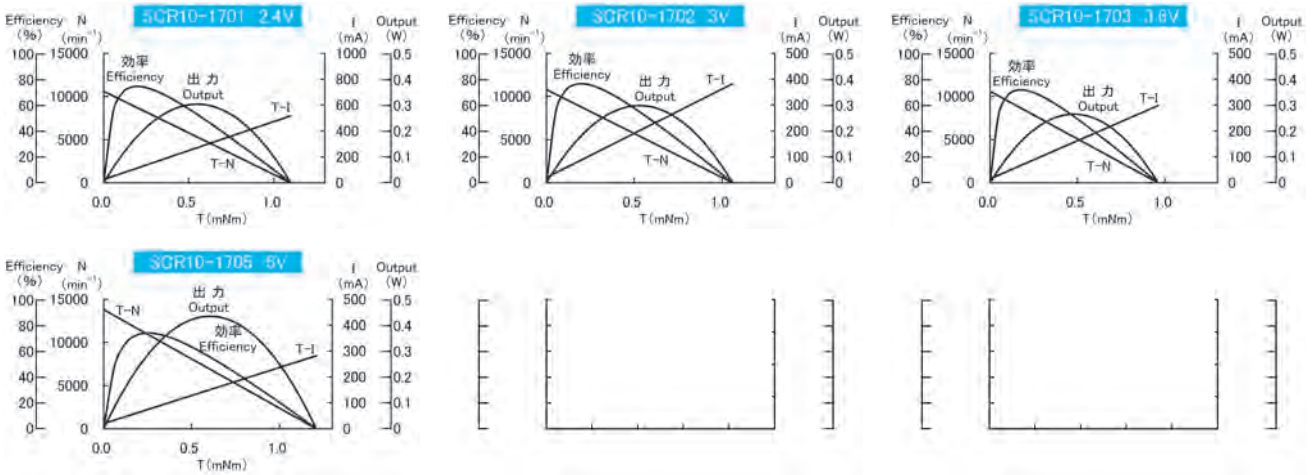 SCR10-1701 2.4V
Efficiency N
(%) (min⁻¹)
I Output
(mA) (W)
100 15000
80
60 10000
40 5000
20
0 0
効率
Efficiency
出力
Output
T-I
T-N
1000 0.5
800 0.4
600 0.3
400 0.2
200 0.1
0 0
0.0 0.5 1.0
T(mNm)
SCR10-1702 3V
Efficiency N
(%) (min⁻¹)
I Output
(mA) (W)
100 15000
80
60 10000
40 5000
20
0 0
効率
Efficiency
出力
Output
T-I
T-N
500 0.5
400 0.4
300 0.3
200 0.2
100 0.1
0 0
0.0 0.5 1.0
T(mNm)
SCR10-1703 3.6V
Efficiency N
(%) (min⁻¹)
I Output
(mA) (W)
100 15000
80
60 10000
40 5000
20
0 0
効率
Efficiency
出力
Output
T-I
T-N
500 0.5
400 0.4
300 0.3
200 0.2
100 0.1
0 0
0.0 0.5 1.0
T(mNm)
SCR10-1705 5V
Efficiency N
(%) (min⁻¹)
I Output
(mA) (W)
100 15000
80
60 10000
40 5000
20
0 0
T-N
出力
Output
効率
Efficiency
T-I
500 0.5
400 0.4
300 0.3
200 0.2
100 0.1
0 0
0.0 0.5 1.0
T(mNm)